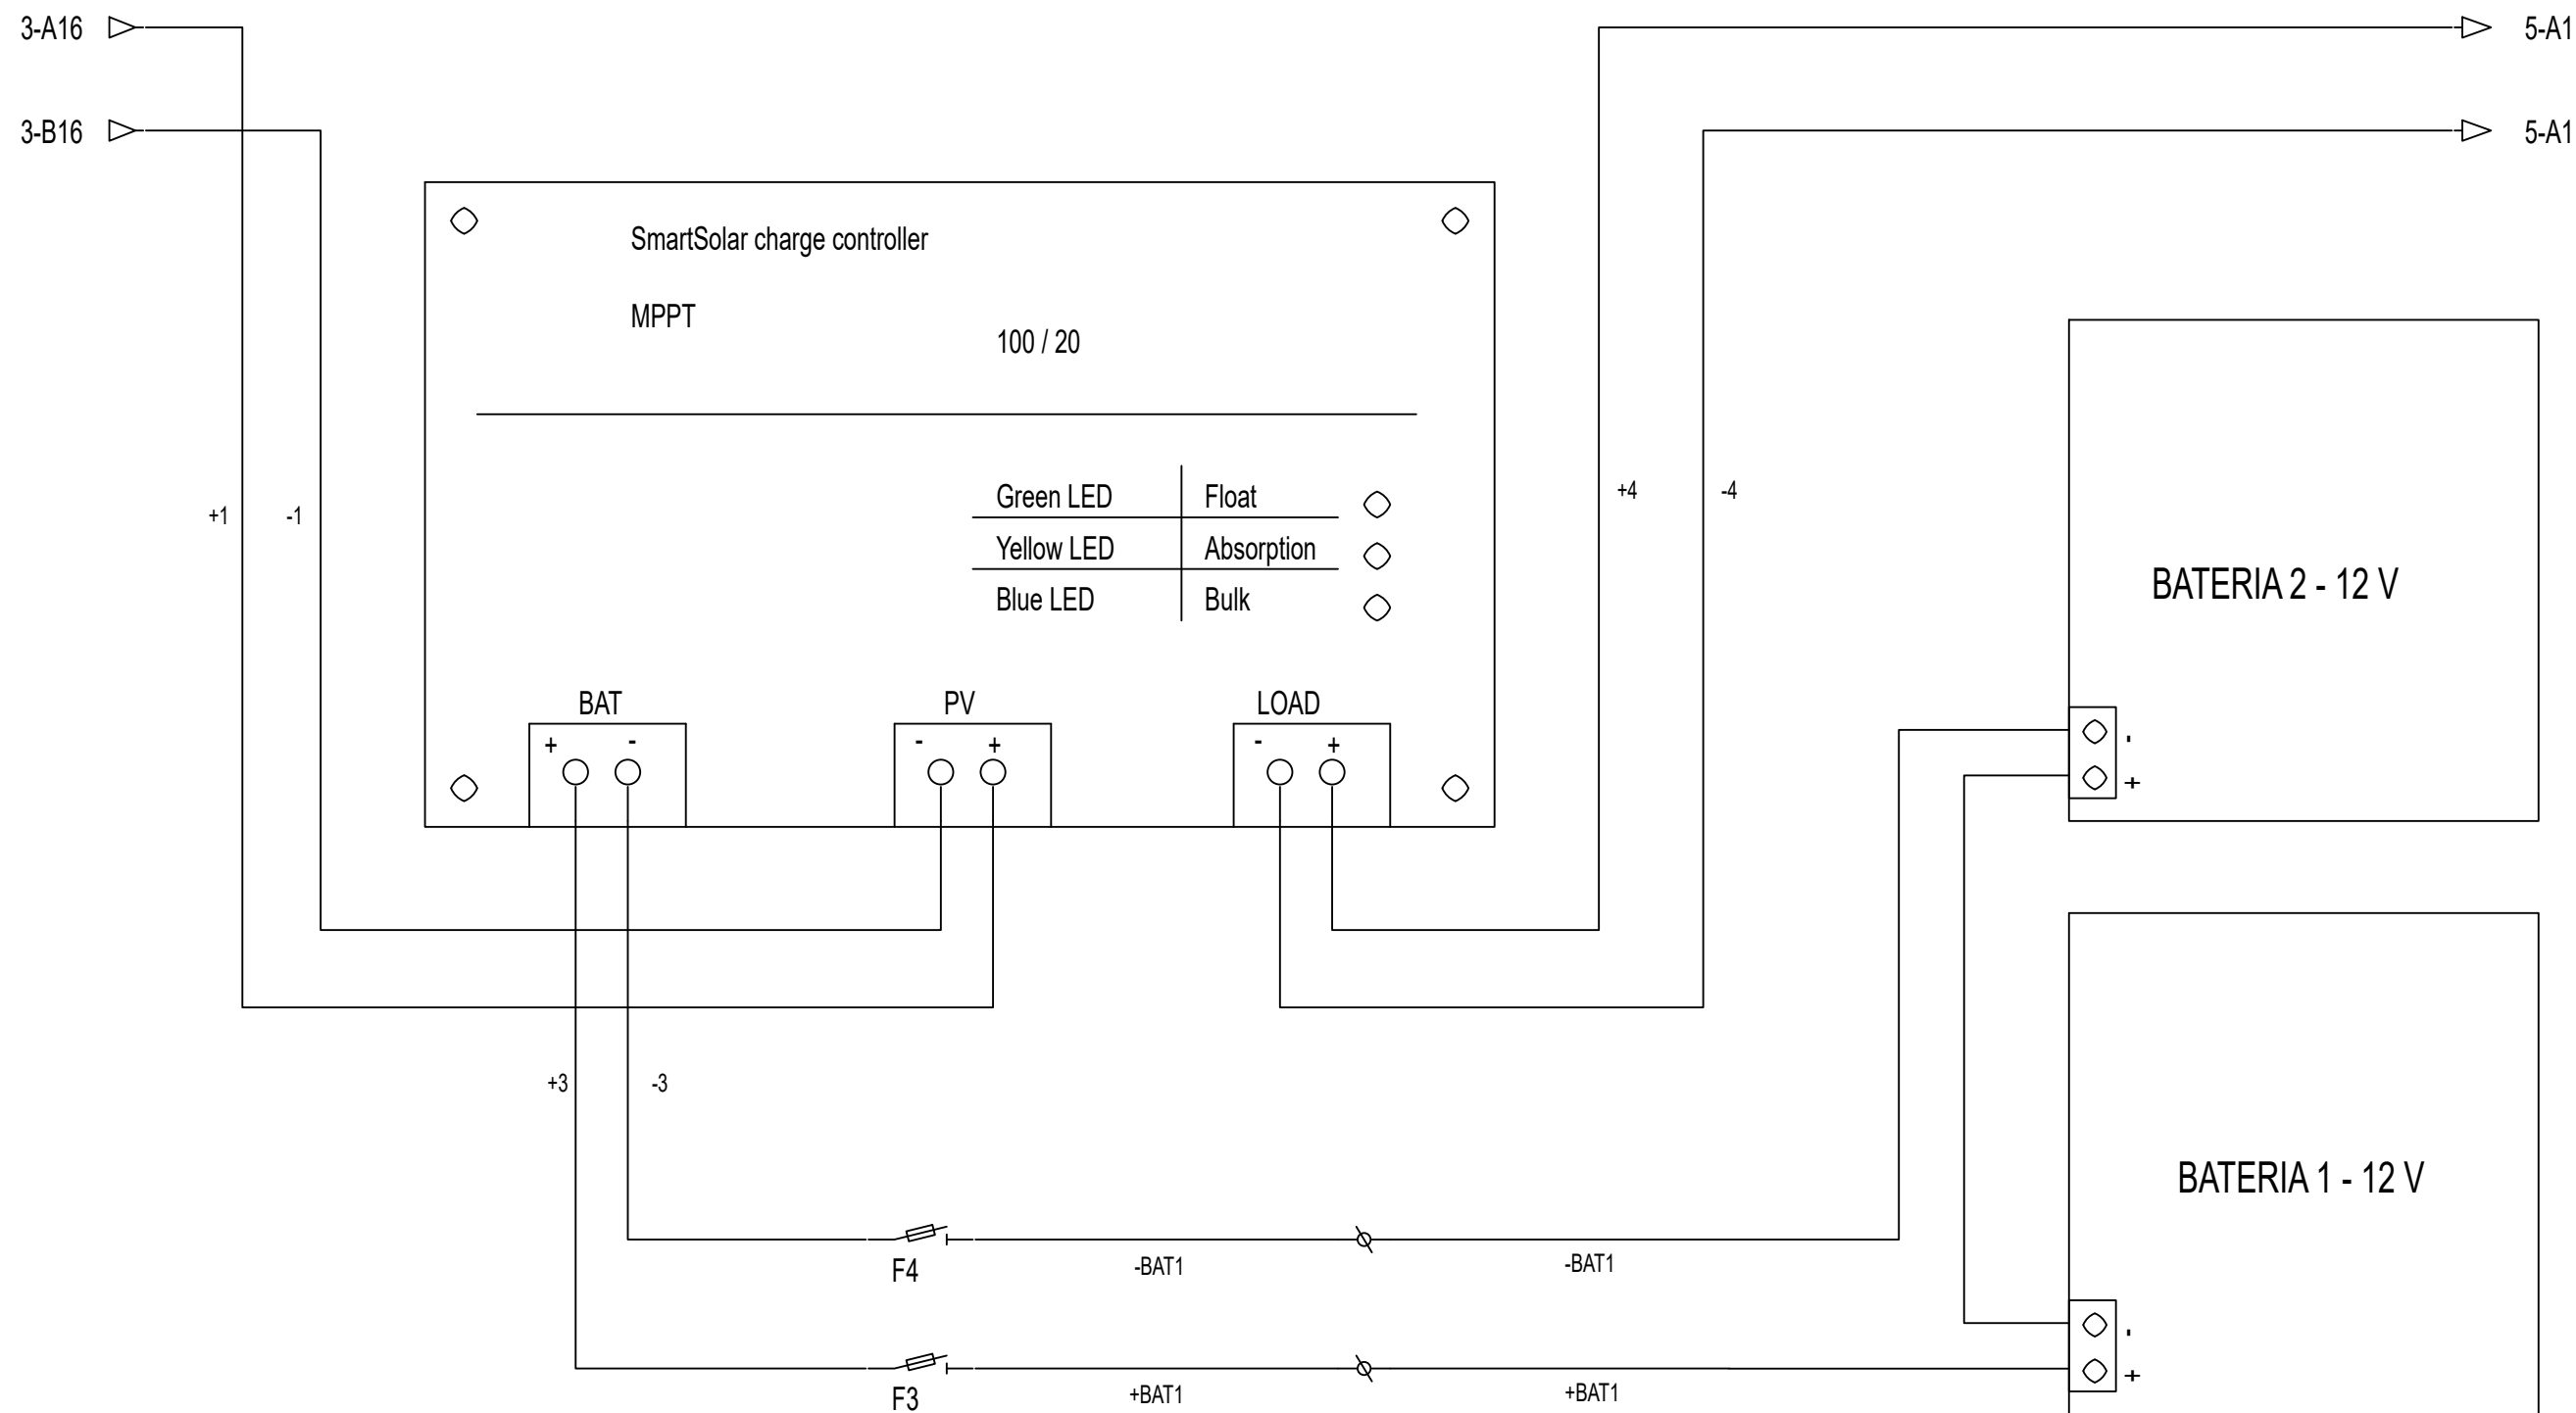 3-A16
5-A1
3-B16
5-A1
SmartSolar charge controller
MPPT
100 / 20
+1
-1
Green LED Float
Yellow LED Absorption
Blue LED Bulk
+4
-4
BATERIA 2 - 12 V
BAT
PV
LOAD
+ -
- +
- +
-
+
+3
-3
BATERIA 1 - 12 V
F4
-BAT1
-BAT1
-
+
F3
+BAT1
+BAT1